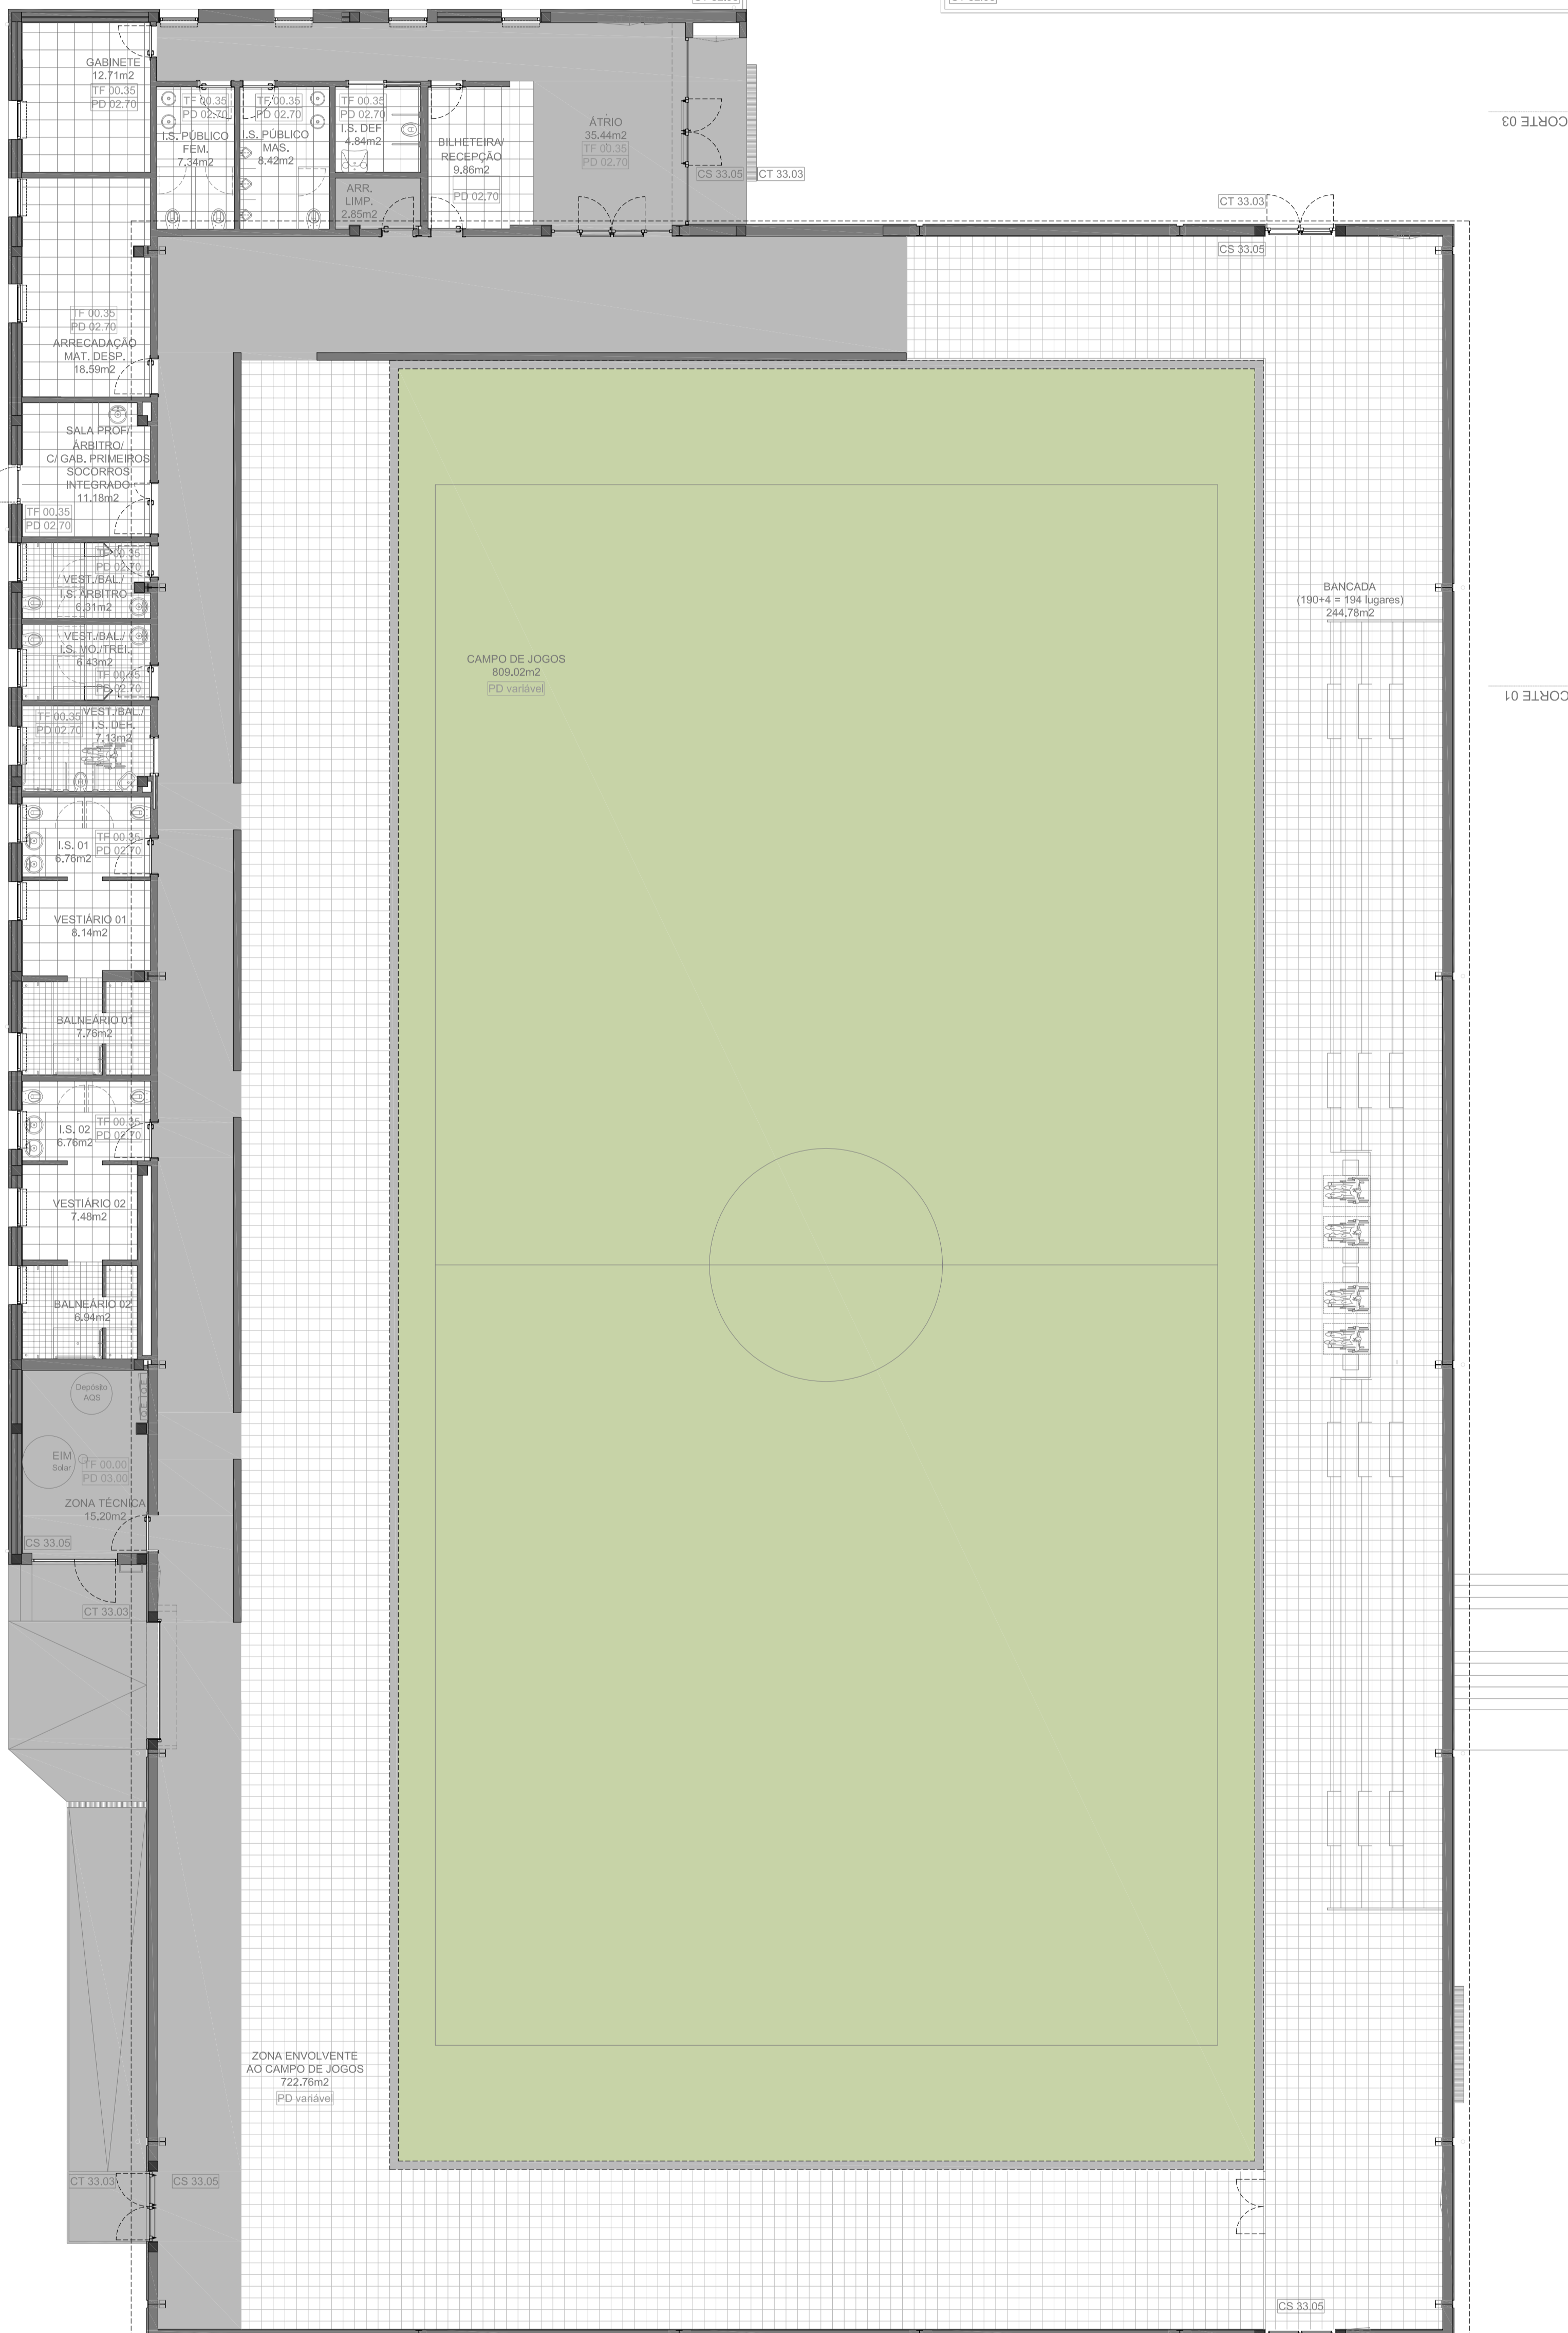 GABINETE
12.71m2
TF 00.35
PD 02.70
TF 00.35
PD 02.70
I.S. PÚBLICO
FEM.
7.34m2
TF 00.35
PD 02.70
I.S. PÚBLICO
MAS.
8.42m2
TF 00.35
PD 02.70
I.S. DEF.
4.84m2
ARR.
LIMP.
2.85m2
BILHETEIRA/
RECEPÇÃO
9.86m2
PD 02.70
ÁTRIO
35.44m2
TF 00.35
PD 02.70
CS 33.05
CT 33.03
CORTE 03
CT 33.03
CS 33.05
TF 00.35
PD 02.70
ARRECADAÇÃO
MAT. DESP.
18.59m2
SALA PROF/
ÁRBITRO/
C/ GAB. PRIMEIROS
SOCORROS
INTEGRADO
11.18m2
TF 00.35
PD 02.70
TF 00.35
PD 02.70
VEST./BAL./
I.S. ÁRBITRO
6.31m2
VEST./BAL./
I.S. MO./TREI.
6.43m2
TF 00.35
PD 02.70
TF 00.35
PD 02.70
VEST./BAL./
I.S. DEF.
7.13m2
I.S. 01
6.76m2
TF 00.35
PD 02.70
VESTIÁRIO 01
8.14m2
BALNEÁRIO 01
7.76m2
I.S. 02
6.76m2
TF 00.35
PD 02.70
VESTIÁRIO 02
7.48m2
BALNEÁRIO 02
6.94m2
Depósito
AQS
EIM
Solar
TF 00.00
PD 03.00
ZONA TÉCNICA
15.20m2
CS 33.05
CT 33.03
CAMPO DE JOGOS
809.02m2
PD variável
BANCADA
(190+4 = 194 lugares)
244.78m2
CORTE 01
ZONA ENVOLVENTE
AO CAMPO DE JOGOS
722.76m2
PD variável
CT 33.03
CS 33.05
CS 33.05